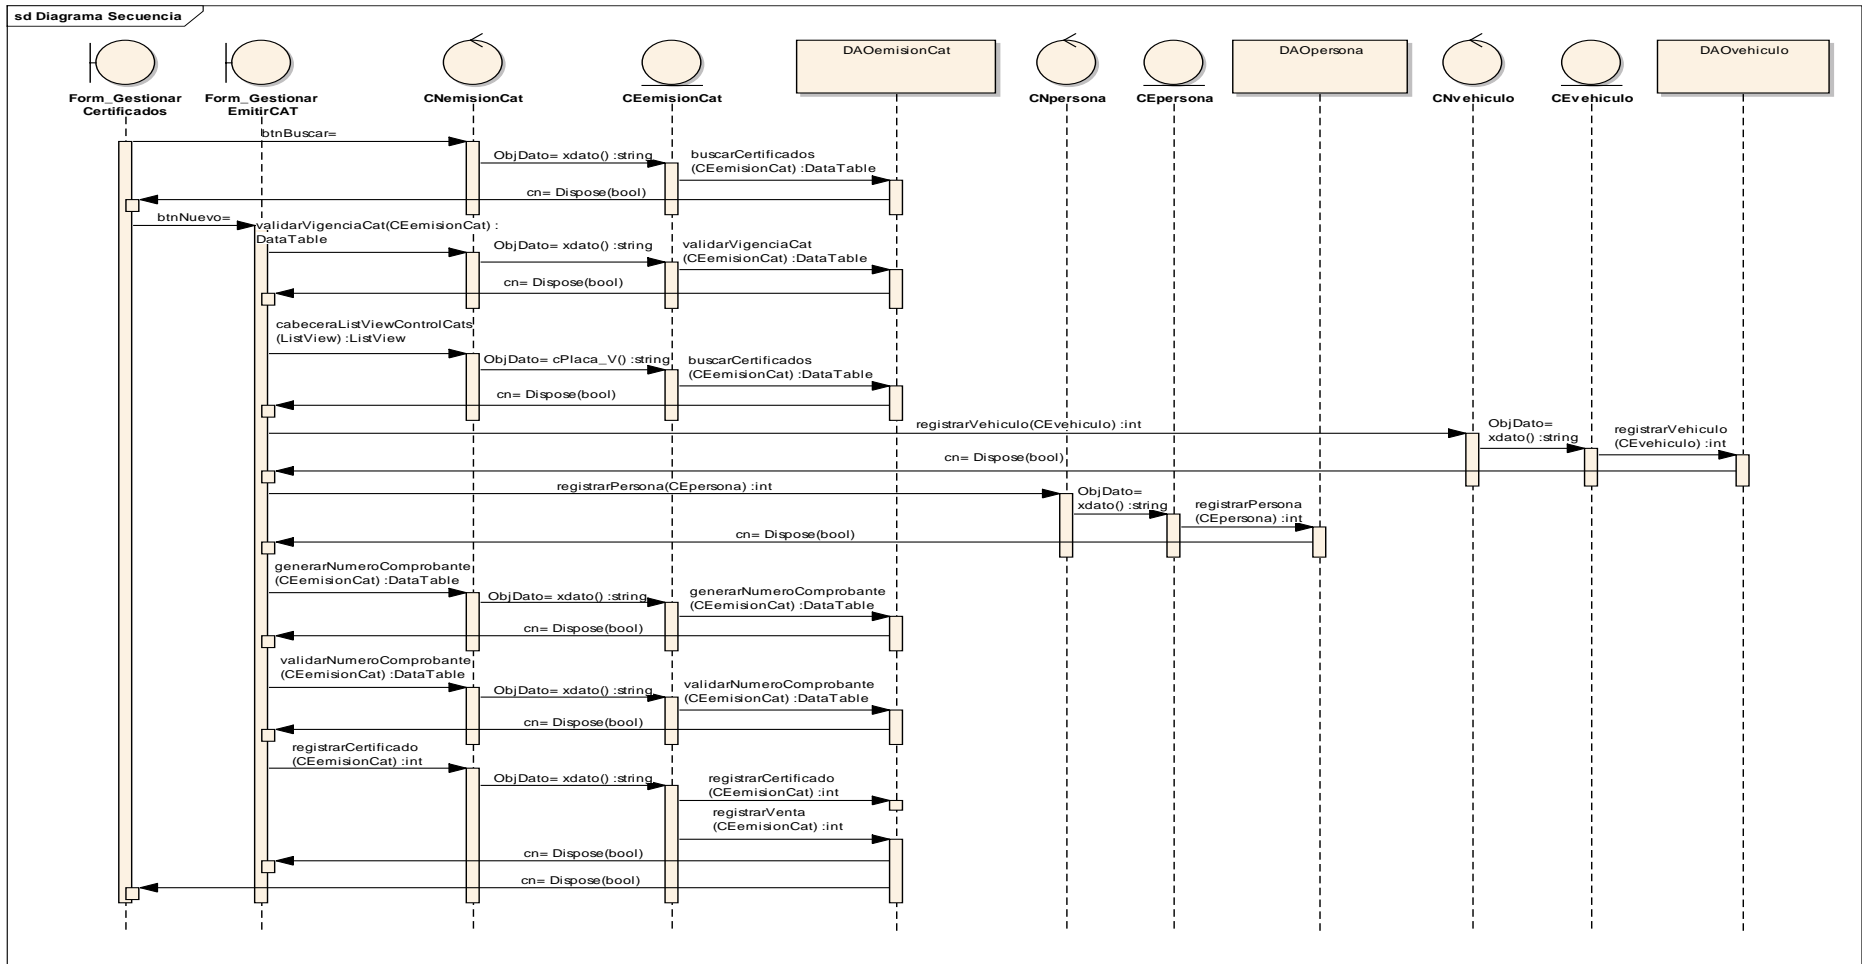 sd Diagrama Secuencia
Form_Gestionar
Certificados
Form_Gestionar
EmitirCAT
CNemisionCat
CEemisionCat
DAOemisionCat
CNpersona
CEpersona
DAOpersona
CNvehiculo
CEvehiculo
DAOvehiculo
btnBuscar=
ObjDato= xdato() :string
buscarCertificados
(CEemisionCat) :DataTable
cn= Dispose(bool)
btnNuevo=
validarVigenciaCat(CEemisionCat) :
DataTable
ObjDato= xdato() :string
validarVigenciaCat
(CEemisionCat) :DataTable
cn= Dispose(bool)
cabeceraListViewControlCats
(ListView) :ListView
ObjDato= cPlaca_V() :string
buscarCertificados
(CEemisionCat) :DataTable
cn= Dispose(bool)
registrarVehiculo(CEvehiculo) :int
ObjDato=
xdato() :string
registrarVehiculo
(CEvehiculo) :int
cn= Dispose(bool)
registrarPersona(CEpersona) :int
ObjDato=
xdato() :string
registrarPersona
(CEpersona) :int
cn= Dispose(bool)
generarNumeroComprobante
(CEemisionCat) :DataTable
ObjDato= xdato() :string
generarNumeroComprobante
(CEemisionCat) :DataTable
cn= Dispose(bool)
validarNumeroComprobante
(CEemisionCat) :DataTable
ObjDato= xdato() :string
validarNumeroComprobante
(CEemisionCat) :DataTable
cn= Dispose(bool)
registrarCertificado
(CEemisionCat) :int
ObjDato= xdato() :string
registrarCertificado
(CEemisionCat) :int
registrarVenta
(CEemisionCat) :int
cn= Dispose(bool)
cn= Dispose(bool)